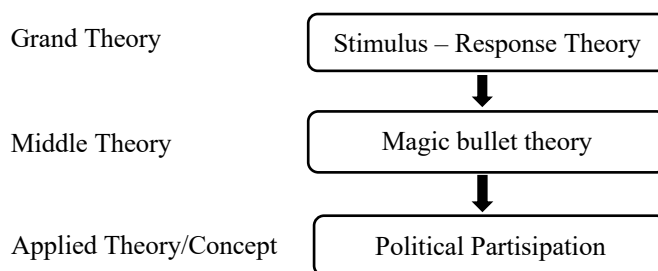 Grand Theory
Stimulus – Response Theory
Middle Theory
Magic bullet theory
Applied Theory/Concept
Political Partisipation